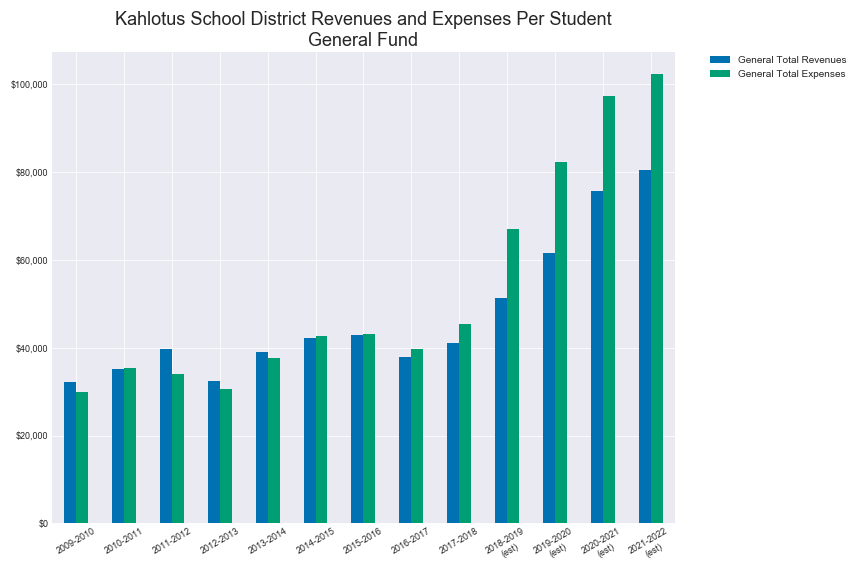 Kahlotus School District Revenues and Expenses Per Student
General Fund
General Total Revenues
General Total Expenses
$100,000
$80,000
$60,000
$40,000
$20,000
$0
2009-2010
2010-2011
2011-2012
2012-2013
2013-2014
2014-2015
2015-2016
2016-2017
2017-2018
2018-2019
(est)
2019-2020
(est)
2020-2021
(est)
2021-2022
(est)